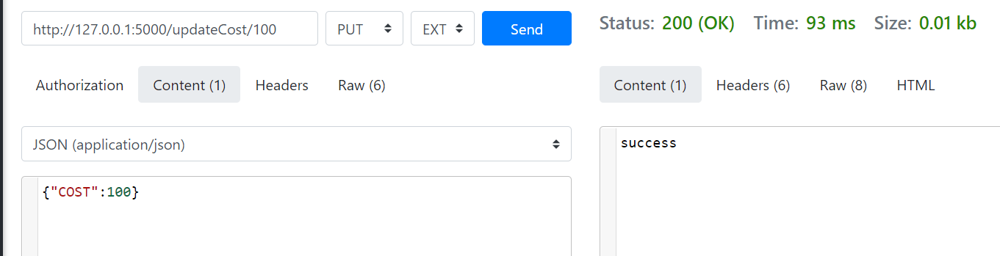 http://127.0.0.1:5000/updateCost/100 PUT EXT Send Status: 200 (OK) Time: 93 ms Size: 0.01 kb
Authorization Content (1) Headers Raw (6) Content (1) Headers (6) Raw (8) HTML
JSON (application/json)
success
{"COST":100}